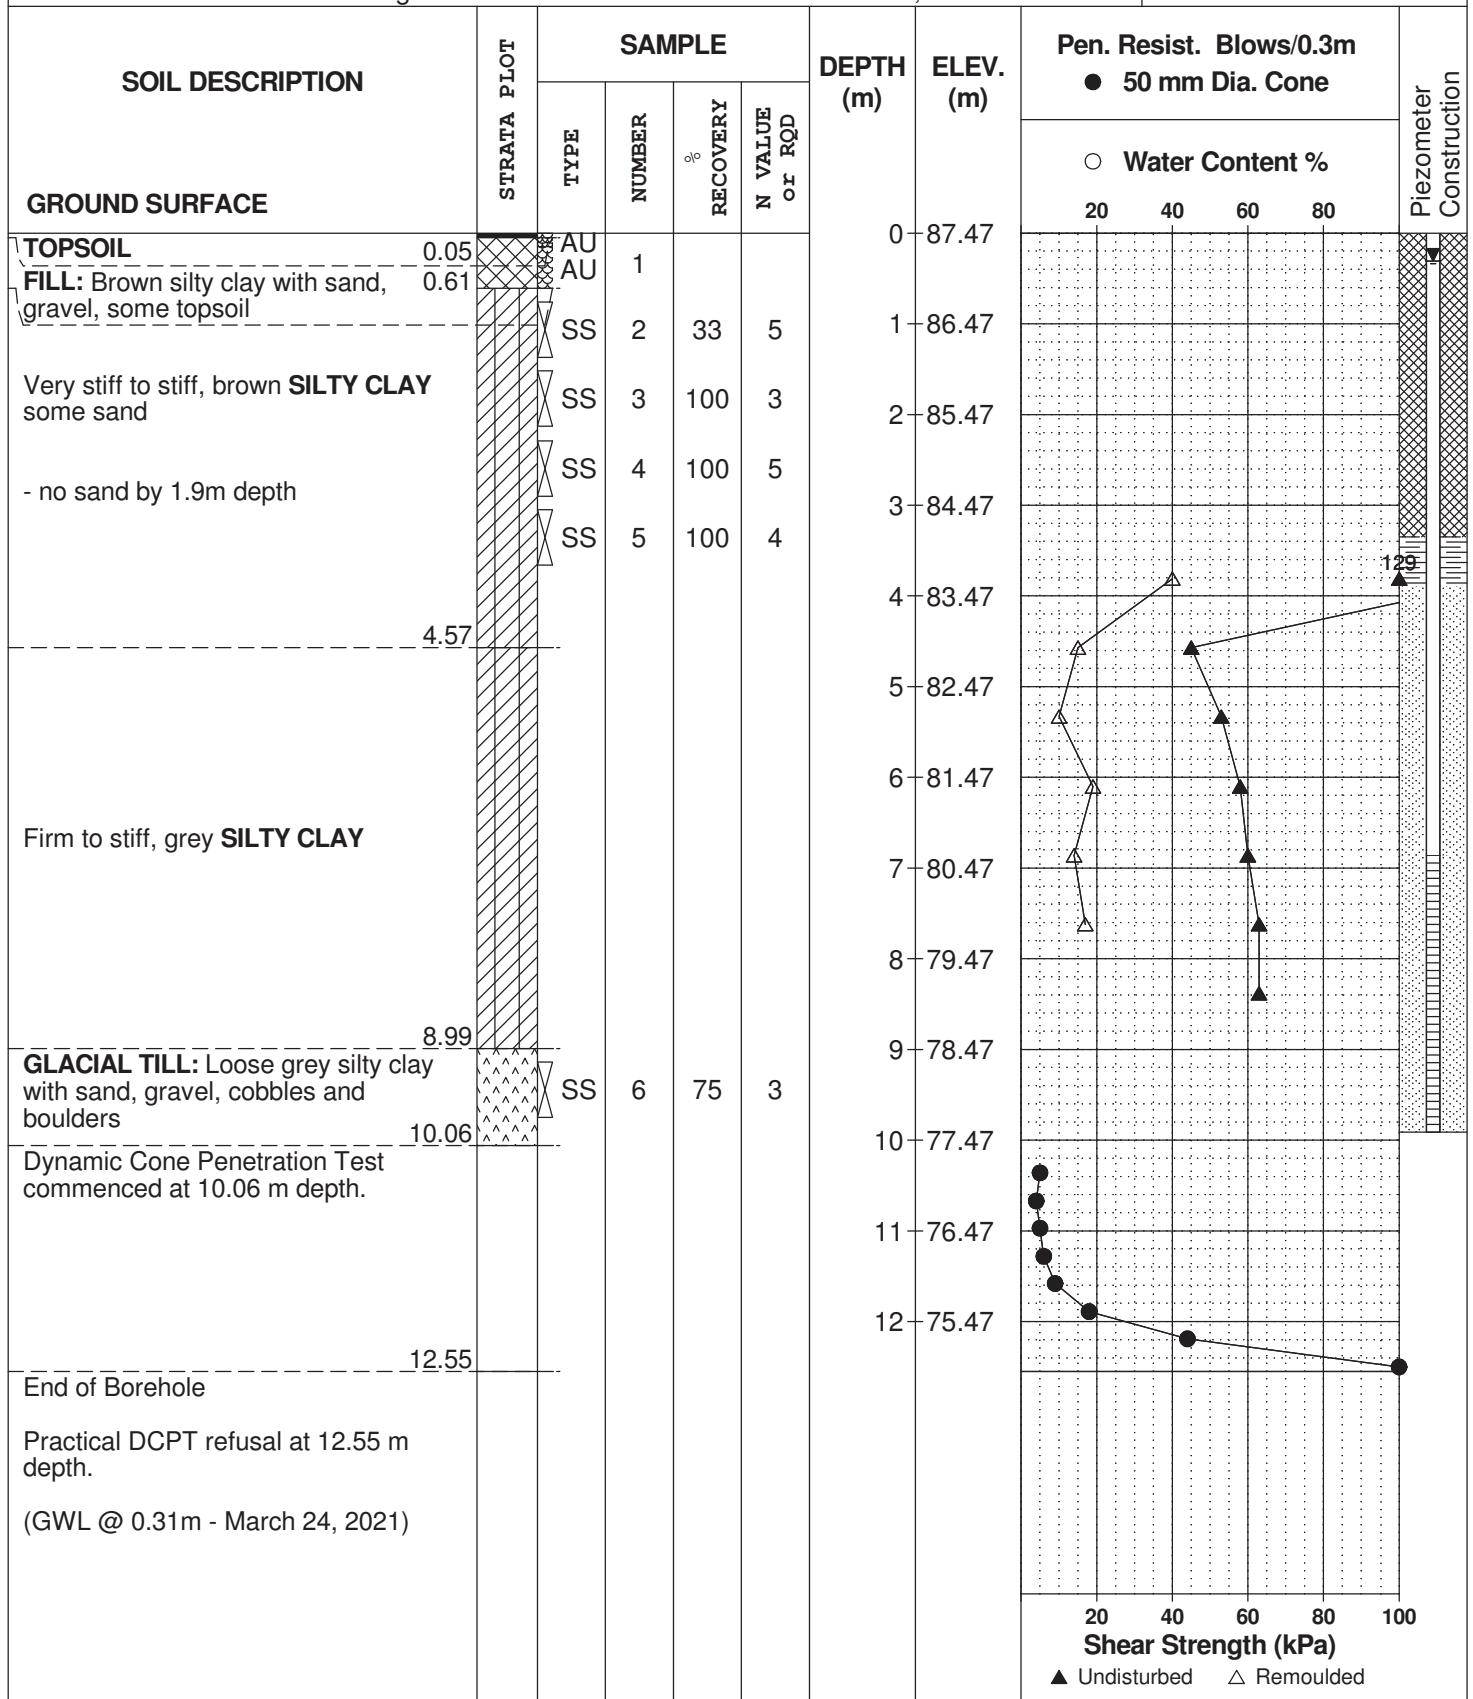 SOIL DESCRIPTION
GROUND SURFACE
STRATA PLOT
SAMPLE
TYPE
NUMBER
% RECOVERY
N VALUE or RQD
DEPTH (m)
ELEV. (m)
Pen. Resist. Blows/0.3m
● 50 mm Dia. Cone
○ Water Content %
20 40 60 80
Piezometer Construction
TOPSOIL 0.05
FILL: Brown silty clay with sand, 0.61
gravel, some topsoil
Very stiff to stiff, brown SILTY CLAY
some sand
- no sand by 1.9m depth
4.57
Firm to stiff, grey SILTY CLAY
8.99
GLACIAL TILL: Loose grey silty clay
with sand, gravel, cobbles and
boulders
10.06
Dynamic Cone Penetration Test
commenced at 10.06 m depth.
12.55
End of Borehole
Practical DCPT refusal at 12.55 m
depth.
(GWL @ 0.31m - March 24, 2021)
AU
AU 1
SS 2 33 5
SS 3 100 3
SS 4 100 5
SS 5 100 4
SS 6 75 3
0 87.47
1 86.47
2 85.47
3 84.47
4 83.47
5 82.47
6 81.47
7 80.47
8 79.47
9 78.47
10 77.47
11 76.47
12 75.47
129
20 40 60 80 100
Shear Strength (kPa)
▲ Undisturbed △ Remoulded